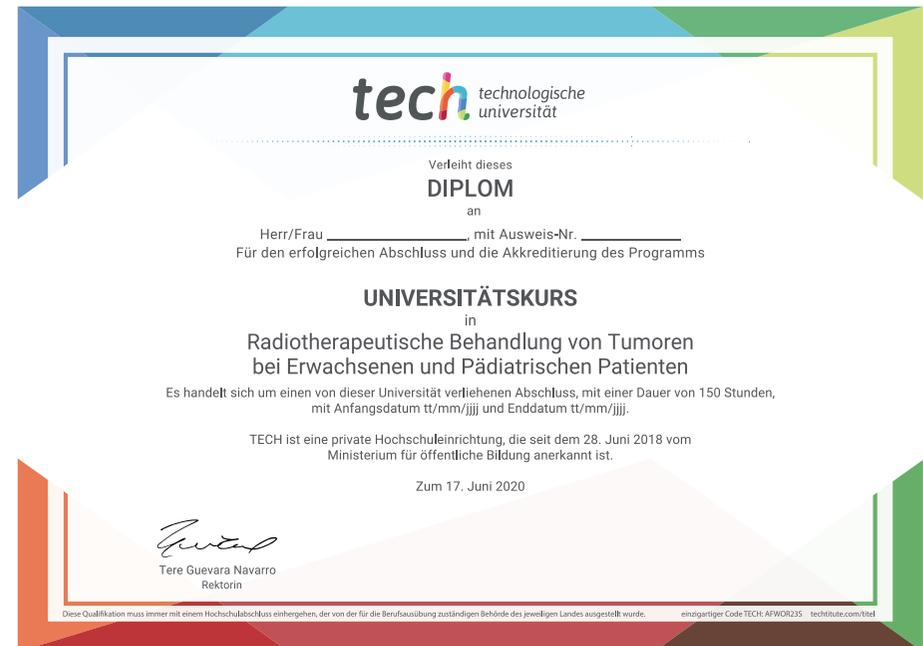 tech technologische
universität
Verleiht dieses
DIPLOM
an
Herr/Frau ________________, mit Ausweis-Nr. ____________
Für den erfolgreichen Abschluss und die Akkreditierung des Programms
UNIVERSITÄTSKURS
in
Radiotherapeutische Behandlung von Tumoren
bei Erwachsenen und Pädiatrischen Patienten
Es handelt sich um einen von dieser Universität verliehenen Abschluss, mit einer Dauer von 150 Stunden,
mit Anfangsdatum tt/mm/jjjj und Enddatum tt/mm/jjjj.
TECH ist eine private Hochschuleinrichtung, die seit dem 28. Juni 2018 vom
Ministerium für öffentliche Bildung anerkannt ist.
Zum 17. Juni 2020
Tere Guevara Navarro
Rektorin
Diese Qualifikation muss immer mit einem Hochschulabschluss einhergehen, der von der für die Berufsausübung zuständigen Behörde des jeweiligen Landes ausgestellt wurde. einzigartiger Code TECH: AFWOR23S techtitute.com/titel